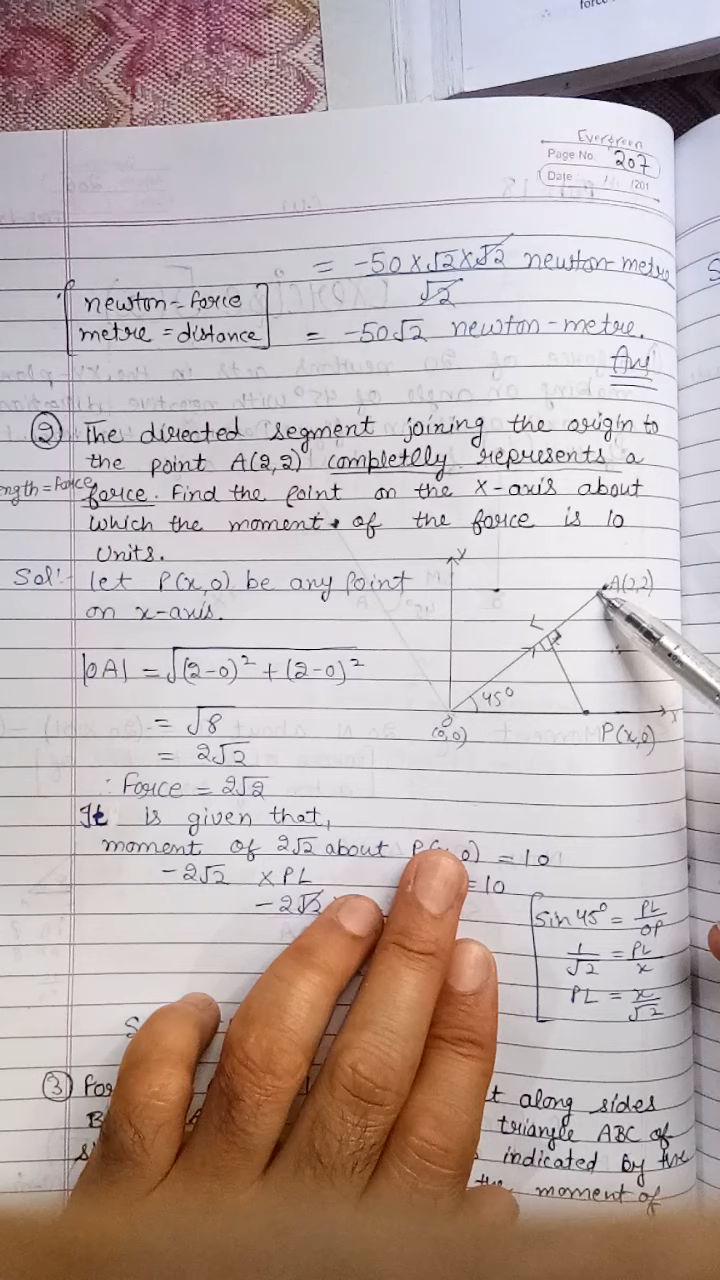 force
Evergreen
Page No. 207
Date 1201
= -50×√2×√2 newton-metre
√2
newton = force
metre = distance
= -50√2 newton-metre.
Ans
② The directed segment joining the origin to
the point A(2,2) completlly represents a
length = force
force. Find the point on the X-axis about
which the moment of the force is 10
Units.
Sol:- let P(x,0) be any point
on x-axis.
Y
A(2,2)
L
45°
O
(0,0)
P(x,0)
X
|OA| = √(2-0)² + (2-0)²
= √8
= 2√2
∴ Force = 2√2
It is given that,
moment of 2√2 about P(x,0) = 10
-2√2 × PL = 10
-2√2
sin 45° = PL/OP
1/√2 = PL/x
PL = x/√2
③ For
t along sides
triangle ABC of
indicated by the
the moment of